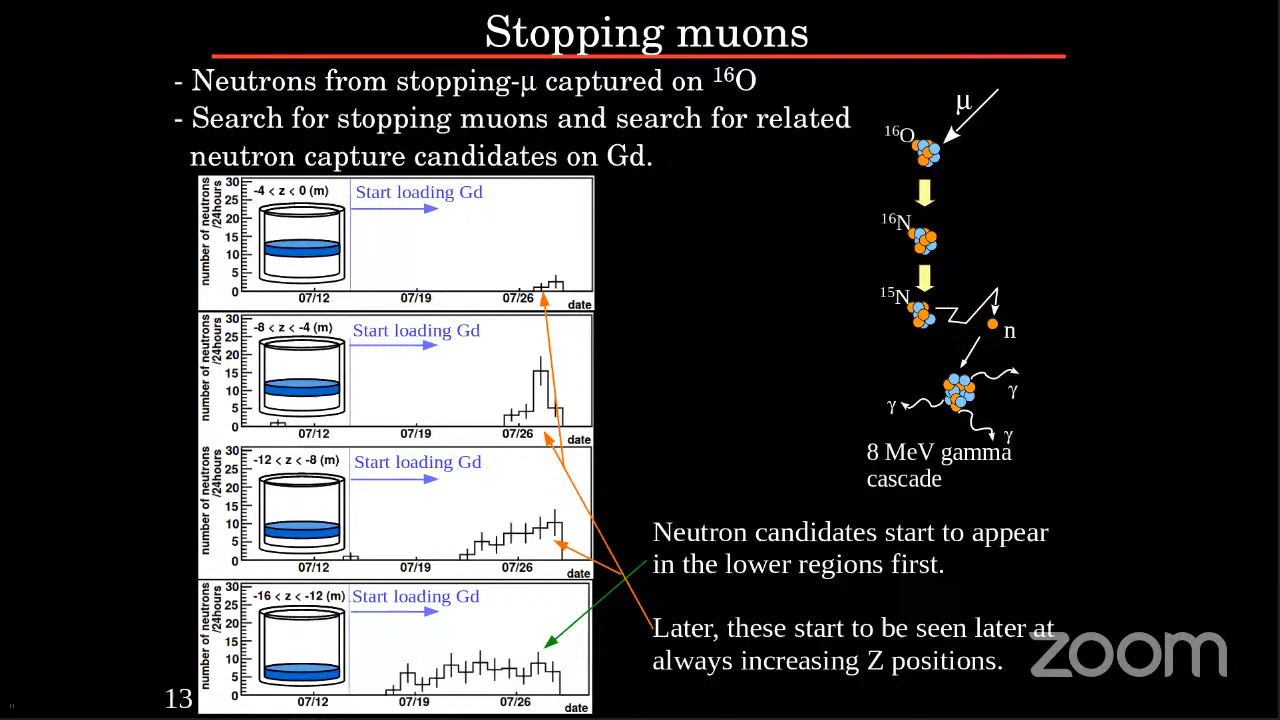 Stopping muons
- Neutrons from stopping-μ captured on ¹⁶O
- Search for stopping muons and search for related
neutron capture candidates on Gd.
number of neutrons
/24hours
30
25
20
15
10
5
0
-4 < z < 0 (m)
Start loading Gd
07/12
07/19
07/26
date
number of neutrons
/24hours
30
25
20
15
10
5
0
-8 < z < -4 (m)
Start loading Gd
07/12
07/19
07/26
date
number of neutrons
/24hours
30
25
20
15
10
5
0
-12 < z < -8 (m)
Start loading Gd
07/12
07/19
07/26
date
number of neutrons
/24hours
30
25
20
15
10
5
0
-16 < z < -12 (m)
Start loading Gd
07/12
07/19
07/26
date
μ
¹⁶O
¹⁶N
¹⁵N
n
γ
γ
γ
8 MeV gamma
cascade
Neutron candidates start to appear
in the lower regions first.
Later, these start to be seen later at
always increasing Z positions.
zoom
13